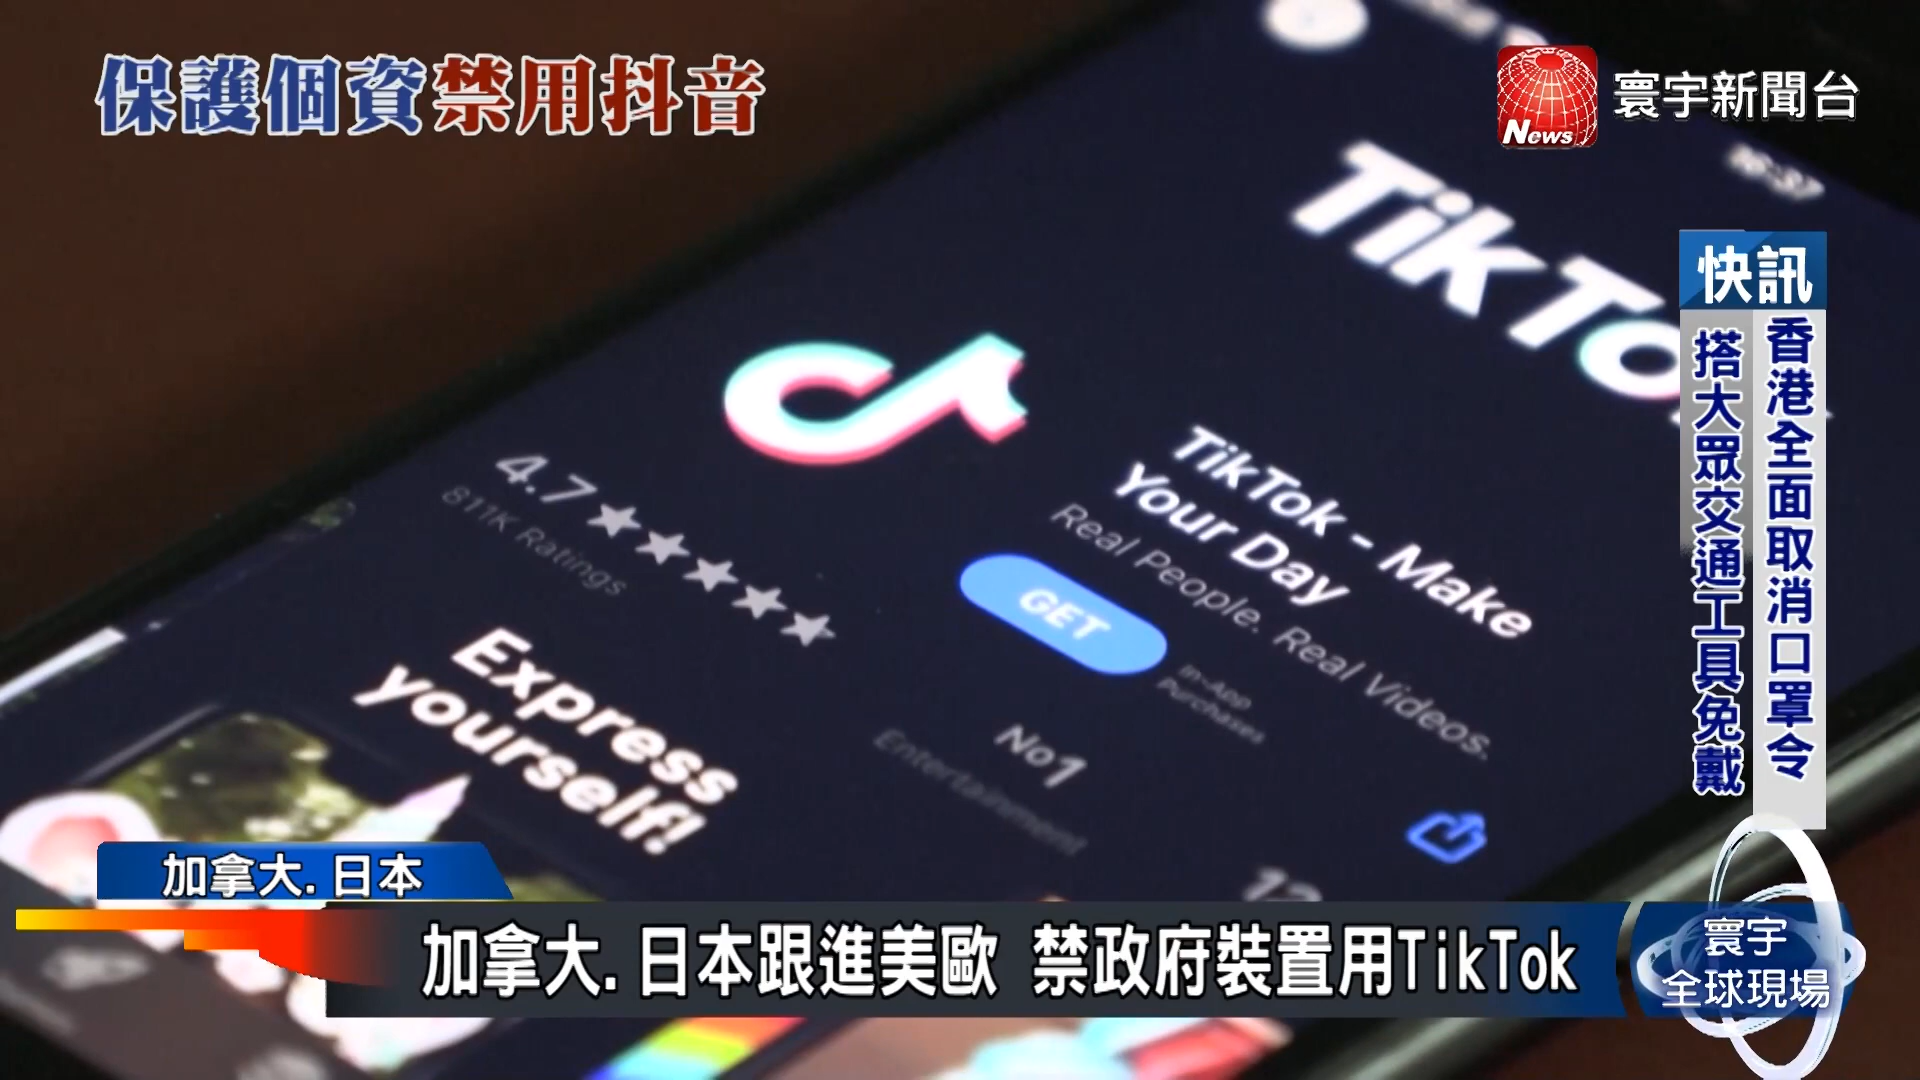 保護個資禁用抖音
News
寰宇新聞台
16:37
TikTok
快訊
香港全面取消口罩令
搭大眾交通工具免戴
4.7 ★★★★★
811K Ratings
TikTok - Make
Your Day
Real People. Real Videos.
GET
In-App
Purchases
No1
Entertainment
Express
yourself!
加拿大.日本
加拿大.日本跟進美歐 禁政府裝置用TikTok
寰宇
全球現場